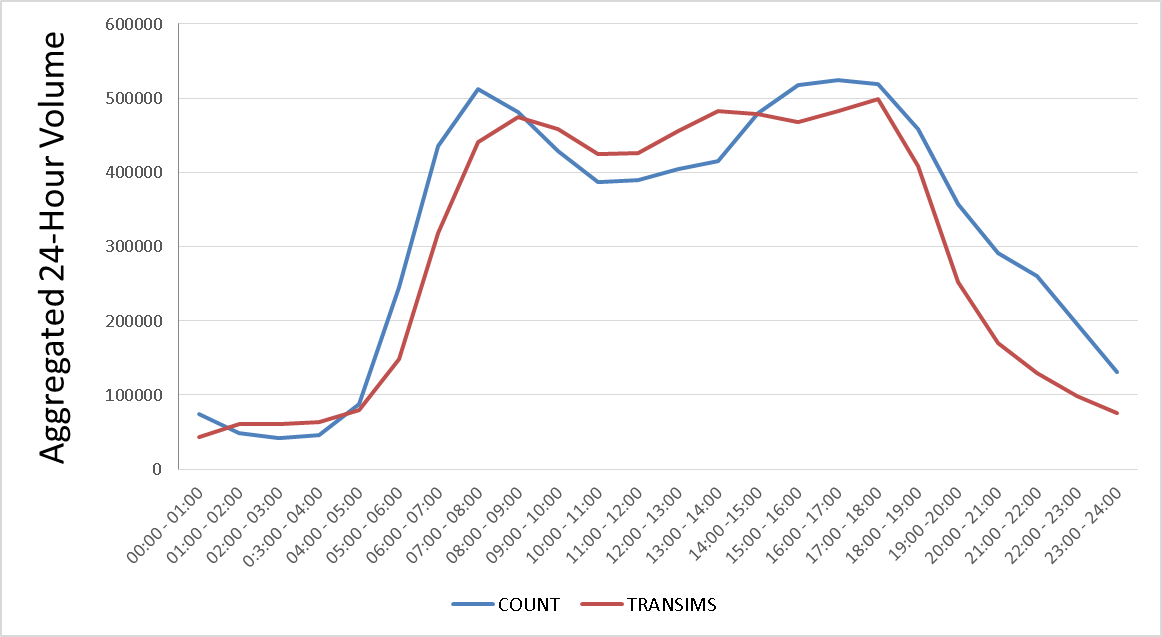 Aggregated 24-Hour Volume
600000
500000
400000
300000
200000
100000
0
00:00 - 01:00
01:00 - 02:00
02:00 - 03:00
0:3:00 - 04:00
04:00 - 05:00
05:00 - 06:00
06:00 - 07:00
07:00 - 08:00
08:00 - 09:00
09:00 - 10:00
10:00 - 11:00
11:00 - 12:00
12:00 - 13:00
13:00 - 14:00
14:00 -15:00
15:00 - 16:00
16:00 - 17:00
17:00 - 18:00
18:00 - 19:00
19:00 -20:00
20:00 - 21:00
21:00 - 22:00
22:00 - 23:00
23:00 - 24:00
COUNT
TRANSIMS